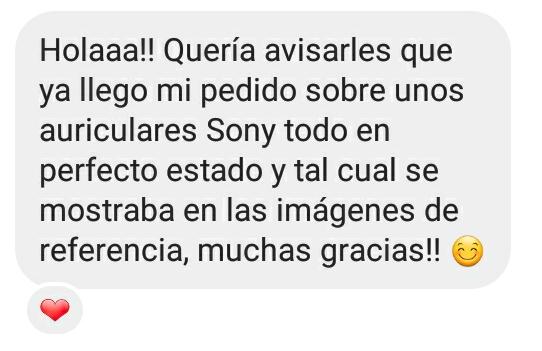 Holaaa!! Quería avisarles que
ya llego mi pedido sobre unos
auriculares Sony todo en
perfecto estado y tal cual se
mostraba en las imágenes de
referencia, muchas gracias!! 😊